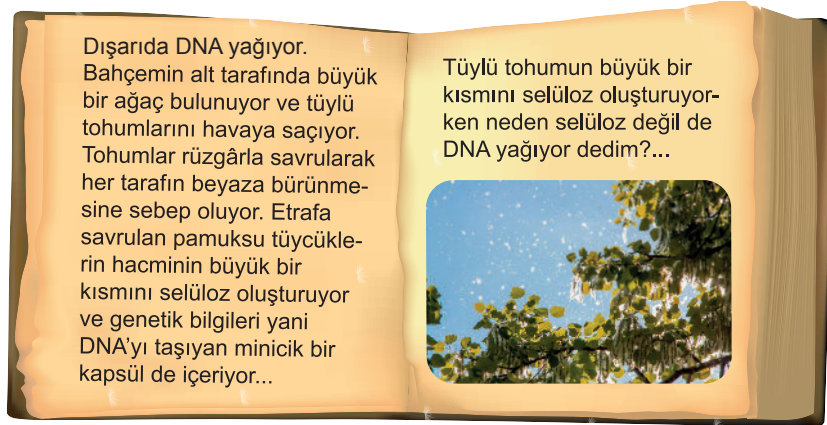 Dışarıda DNA yağıyor.
Bahçemin alt tarafında büyük
bir ağaç bulunuyor ve tüylü
tohumlarını havaya saçıyor.
Tohumlar rüzgârla savrularak
her tarafın beyaza bürünme-
sine sebep oluyor. Etrafa
savrulan pamuksu tüycükle-
rin hacminin büyük bir
kısmını selüloz oluşturuyor
ve genetik bilgileri yani
DNA’yı taşıyan minicik bir
kapsül de içeriyor...
Tüylü tohumun büyük bir
kısmını selüloz oluşturuyor-
ken neden selüloz değil de
DNA yağıyor dedim?...